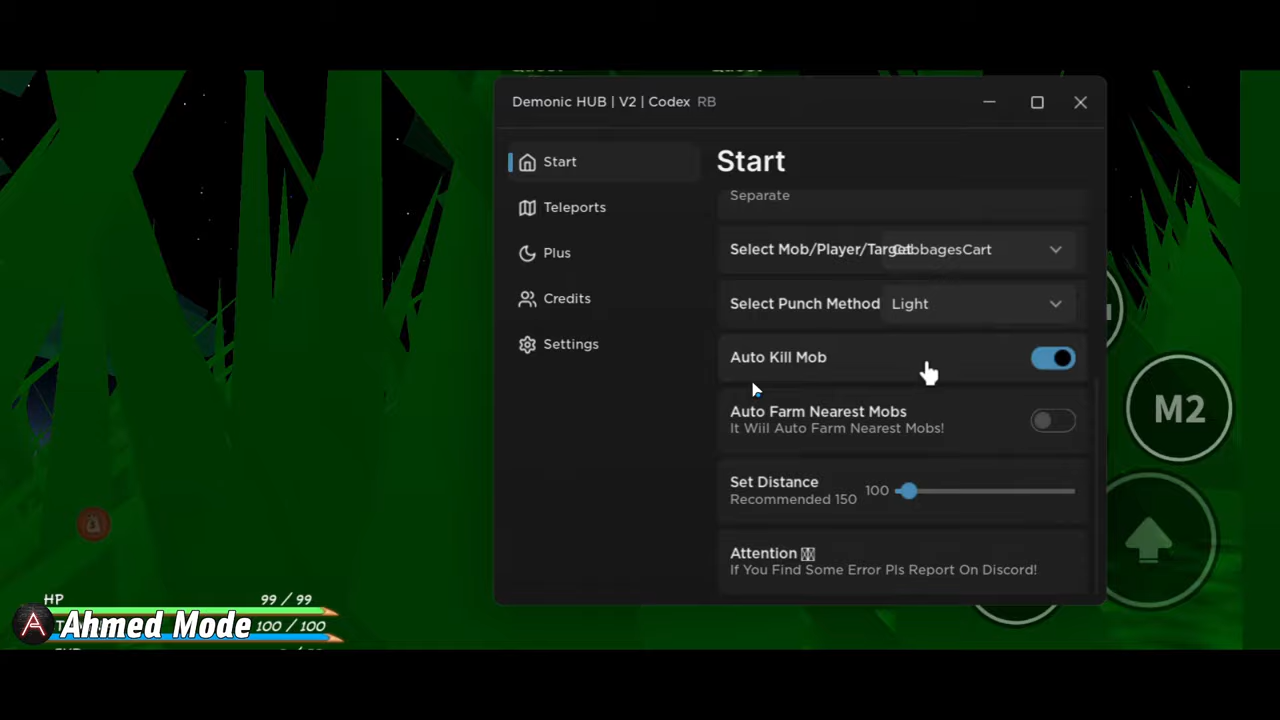 Demonic HUB | V2 | Codex RB
Start
Teleports
Plus
Credits
Settings
Start
Separate
Select Mob/Player/Target CabbagesCart
Select Punch Method Light
Auto Kill Mob
Auto Farm Nearest Mobs
It Wiil Auto Farm Nearest Mobs!
Set Distance
Recommended 150
100
Attention
If You Find Some Error Pls Report On Discord!
M2
HP 99 / 99
100 / 100
Ahmed Mode